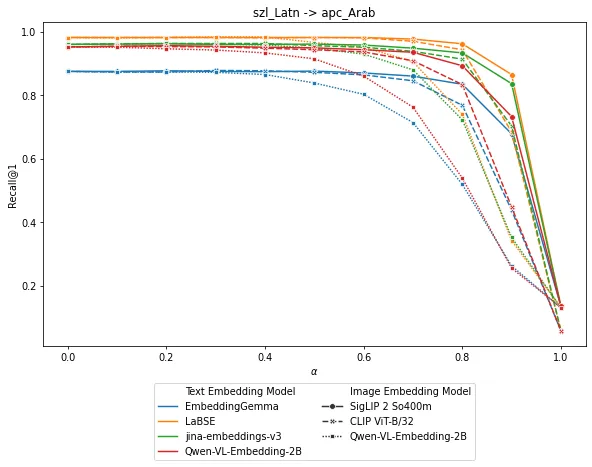 szl_Latn -> apc_Arab
Recall@1
1.0
0.8
0.6
0.4
0.2
0.0 0.2 0.4 0.6 0.8 1.0
α
Text Embedding Model Image Embedding Model
EmbeddingGemma SigLIP 2 So400m
LaBSE CLIP ViT-B/32
jina-embeddings-v3 Qwen-VL-Embedding-2B
Qwen-VL-Embedding-2B